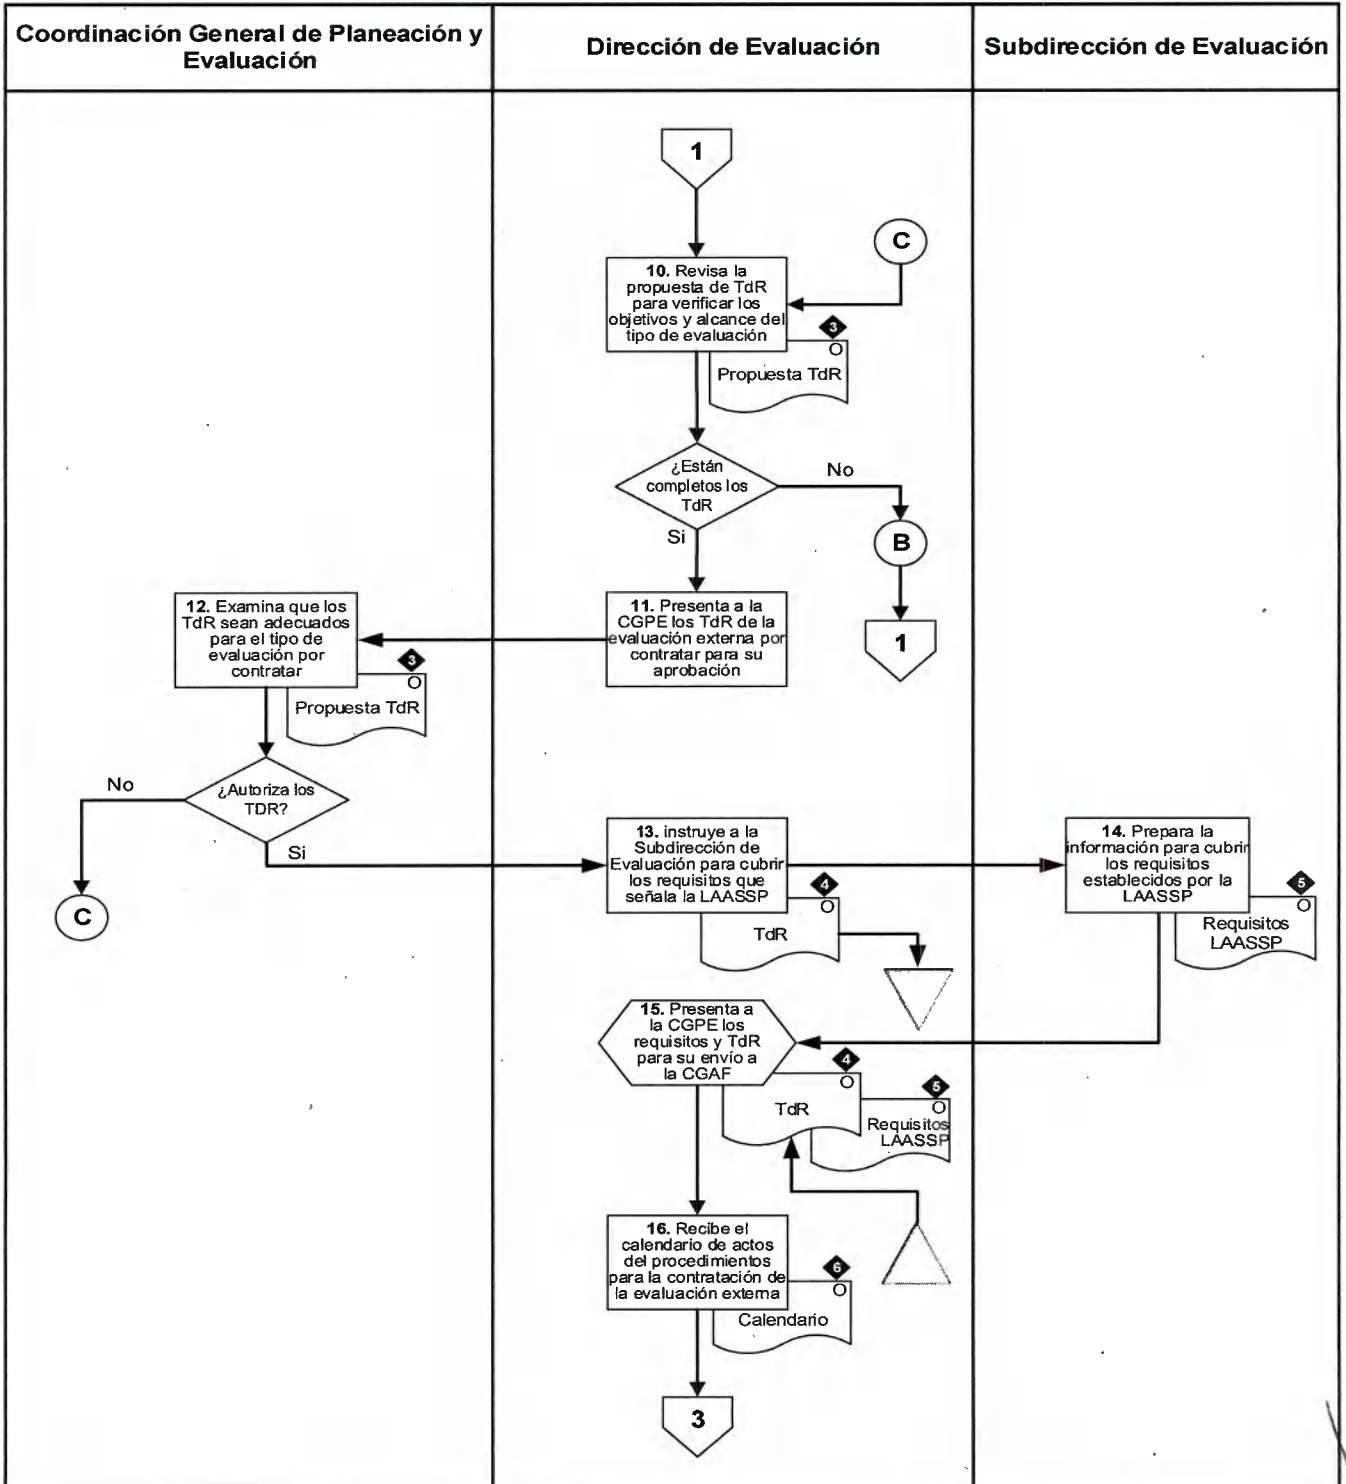 Coordinación General de Planeación y
Evaluación
Dirección de Evaluación
Subdirección de Evaluación
1
C
10. Revisa la
propuesta de TdR
para verificar los
objetivos y alcance del
tipo de evaluación
3
O
Propuesta TdR
¿Están
completos los
TdR
No
Si
B
1
11. Presenta a la
CGPE los TdR de la
evaluación externa por
contratar para su
aprobación
12. Examina que los
TdR sean adecuados
para el tipo de
evaluación por
contratar
3
O
Propuesta TdR
¿Autoriza los
TDR?
No
Si
C
13. instruye a la
Subdirección de
Evaluación para cubrir
los requisitos que
señala la LAASSP
4
O
TdR
14. Prepara la
información para cubrir
los requisitos
establecidos por la
LAASSP
5
O
Requisitos
LAASSP
15. Presenta a
la CGPE los
requisitos y TdR
para su envío a
la CGAF
4
O
TdR
5
O
Requisitos
LAASSP
16. Recibe el
calendario de actos
del procedimientos
para la contratación de
la evaluación externa
6
O
Calendario
3